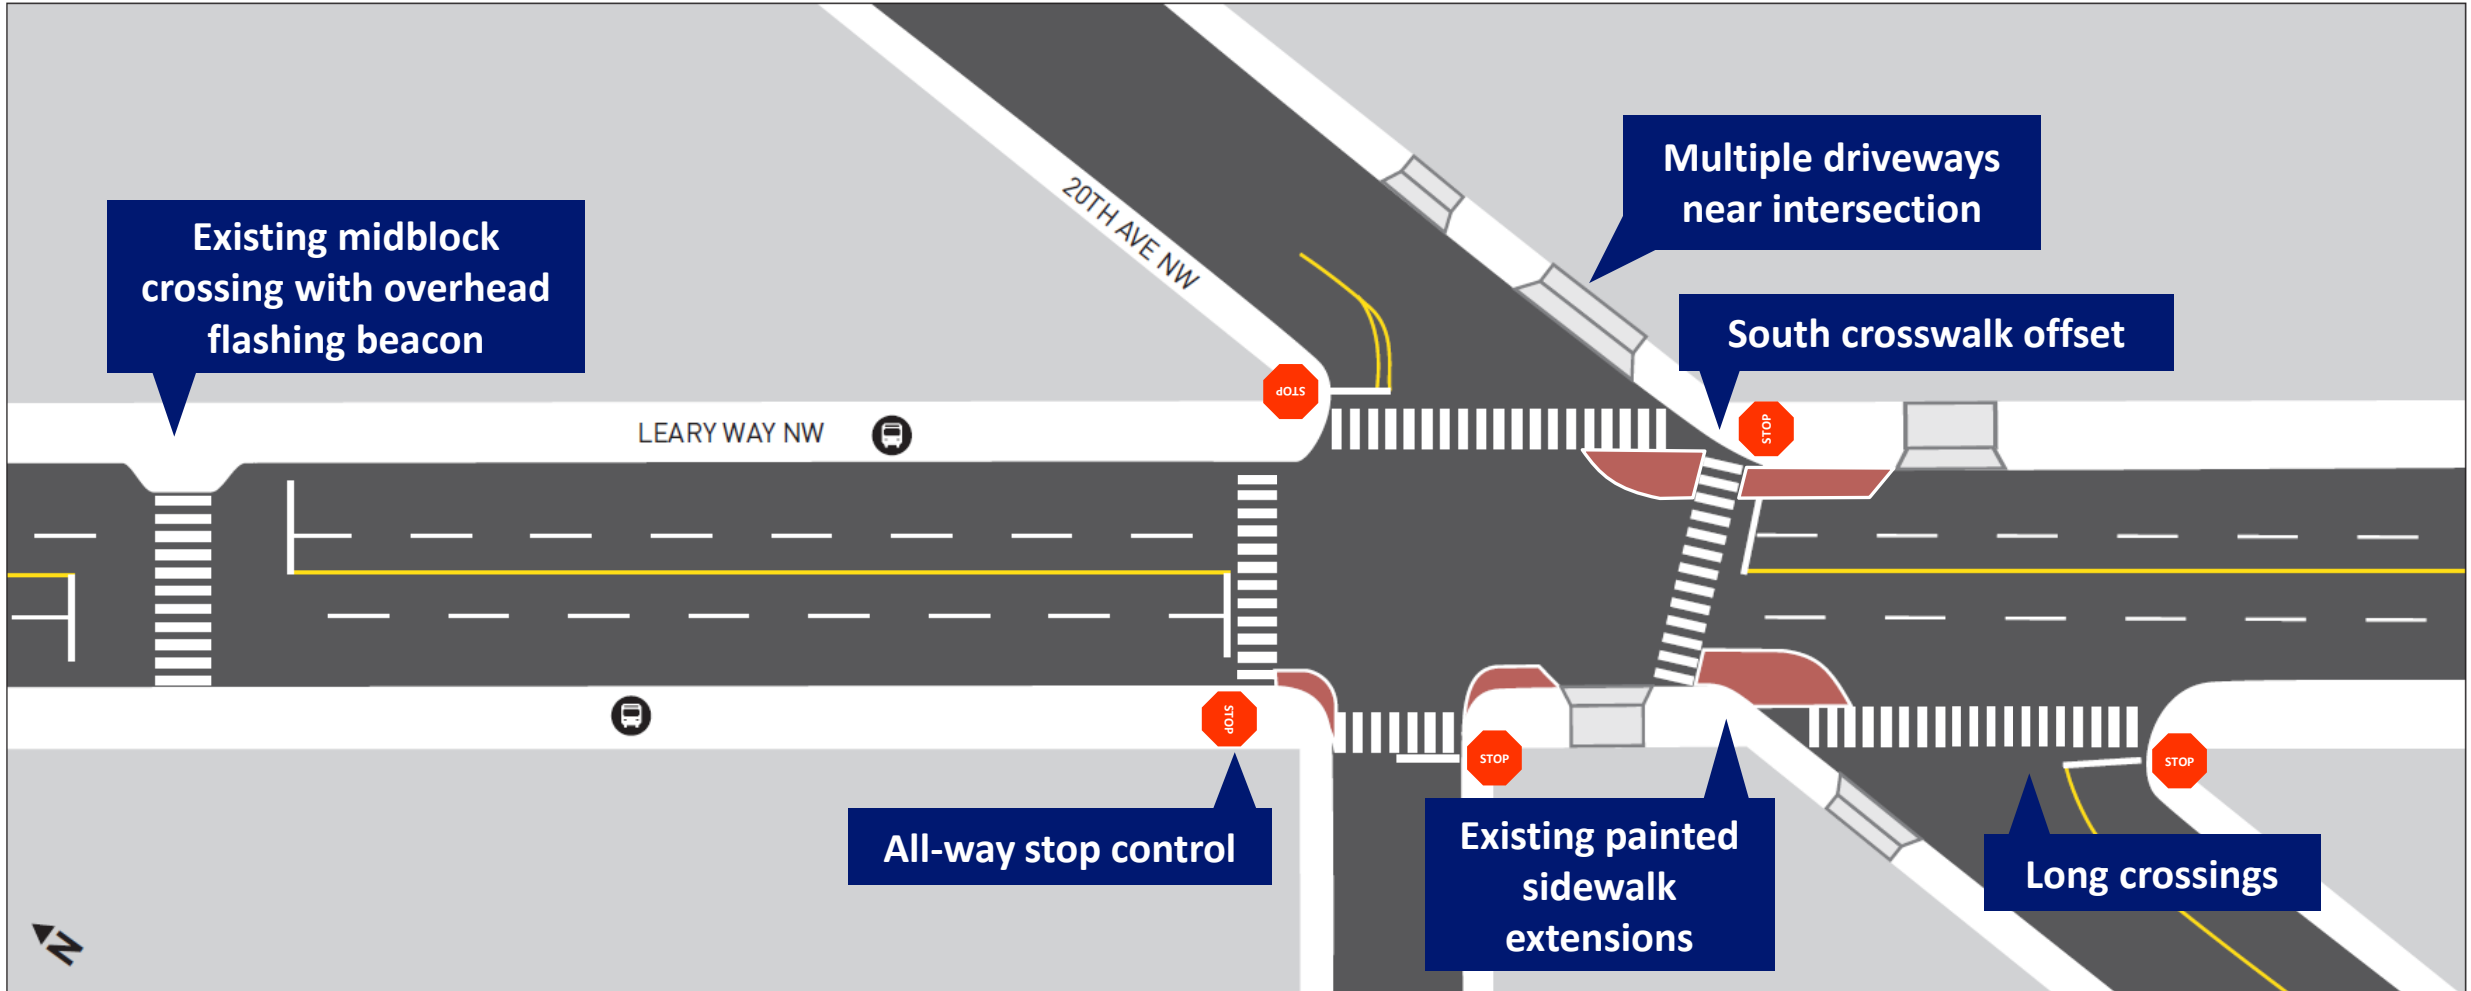 Multiple driveways
near intersection
Existing midblock
crossing with overhead
flashing beacon
20TH AVE NW
South crosswalk offset
STOP
STOP
LEARY WAY NW
STOP
STOP
STOP
All-way stop control
Existing painted
sidewalk
extensions
Long crossings
N